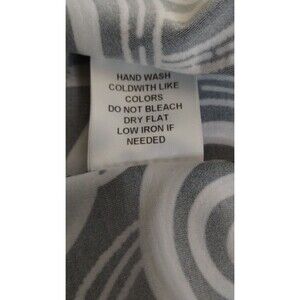 HAND WASH
COLDWITH LIKE
COLORS
DO NOT BLEACH
DRY FLAT
LOW IRON IF
NEEDED